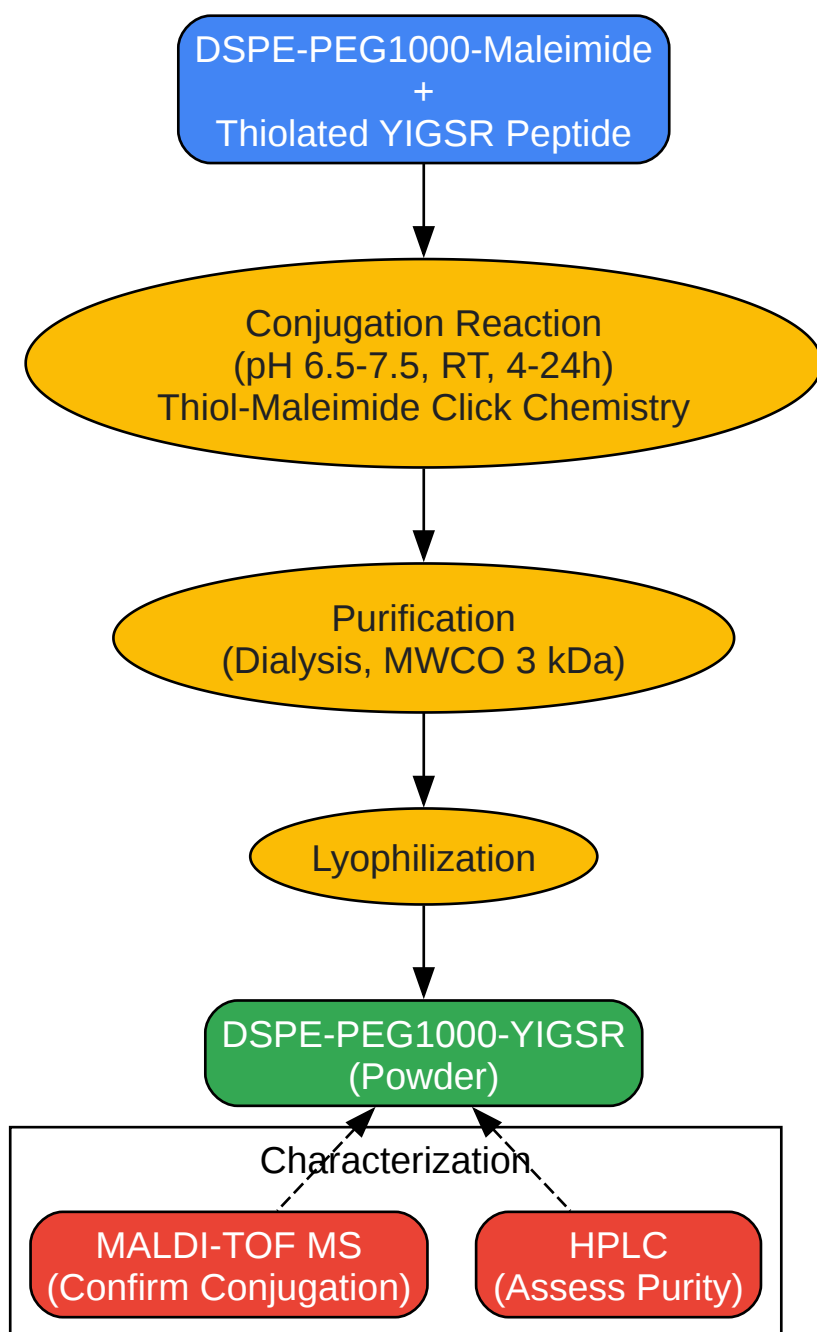 DSPE-PEG1000-Maleimide
+
Thiolated YIGSR Peptide
Conjugation Reaction
(pH 6.5-7.5, RT, 4-24h)
Thiol-Maleimide Click Chemistry
Purification
(Dialysis, MWCO 3 kDa)
Lyophilization
DSPE-PEG1000-YIGSR
(Powder)
Characterization
MALDI-TOF MS
(Confirm Conjugation)
HPLC
(Assess Purity)